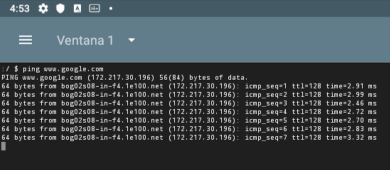 4:53
Ventana 1
:/ $ ping www.google.com
PING www.google.com (172.217.30.196) 56(84) bytes of data.
64 bytes from bog02s08-in-f4.1e100.net (172.217.30.196): icmp_seq=1 ttl=128 time=2.91 ms
64 bytes from bog02s08-in-f4.1e100.net (172.217.30.196): icmp_seq=2 ttl=128 time=2.99 ms
64 bytes from bog02s08-in-f4.1e100.net (172.217.30.196): icmp_seq=3 ttl=128 time=2.46 ms
64 bytes from bog02s08-in-f4.1e100.net (172.217.30.196): icmp_seq=4 ttl=128 time=2.72 ms
64 bytes from bog02s08-in-f4.1e100.net (172.217.30.196): icmp_seq=5 ttl=128 time=2.70 ms
64 bytes from bog02s08-in-f4.1e100.net (172.217.30.196): icmp_seq=6 ttl=128 time=2.83 ms
64 bytes from bog02s08-in-f4.1e100.net (172.217.30.196): icmp_seq=7 ttl=128 time=3.32 ms